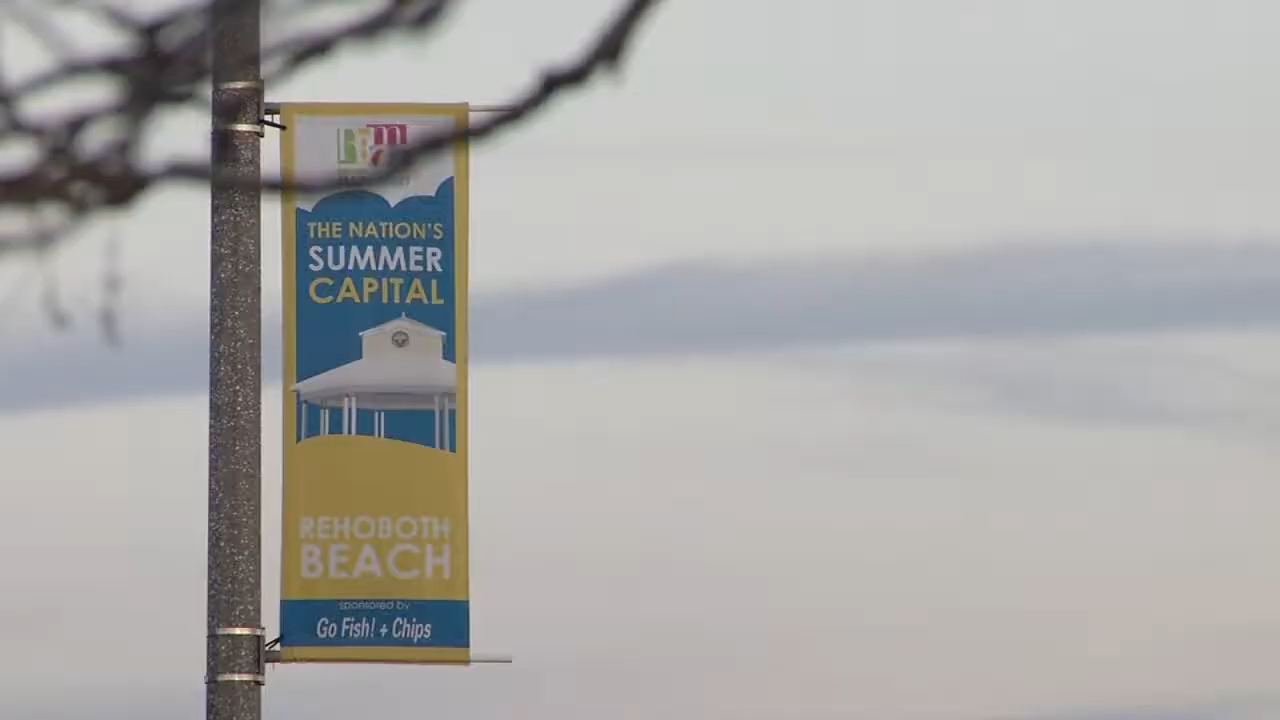 THE NATION'S
SUMMER
CAPITAL
REHOBOTH
BEACH
sponsored by
Go Fish! + Chips